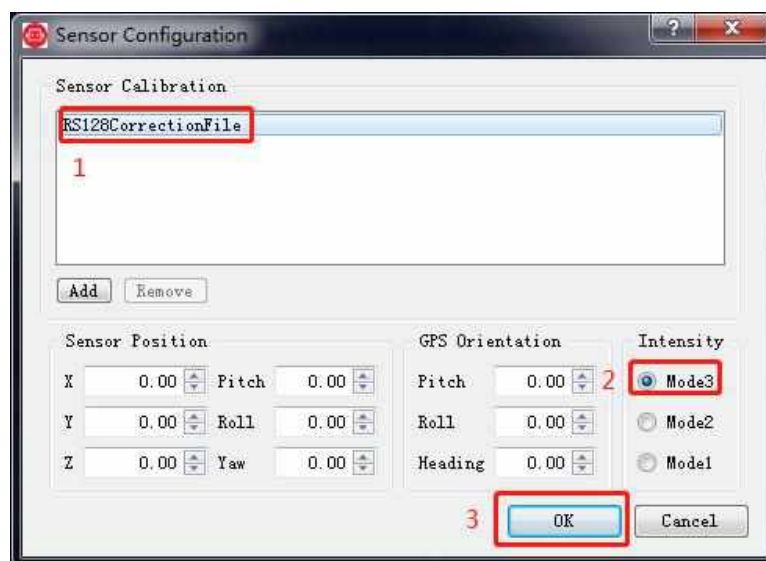 Sensor Configuration
?
X
Sensor Calibration
RS128CorrectionFile
1
Add Remove
Sensor Position GPS Orientation Intensity
X 0.00 Pitch 0.00 Pitch 0.00 2 Mode3
Y 0.00 Roll 0.00 Roll 0.00 Mode2
Z 0.00 Yaw 0.00 Heading 0.00 Mode1
3 OK Cancel